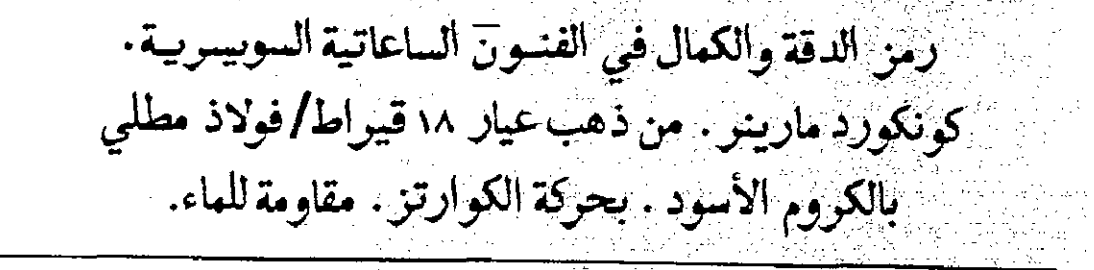 رمز الدقة والكمال في الفنون الساعاتية السويسرية.
كونكورد مارينر. من ذهب عيار ١٨ قيراط/فولاذ مطلي
بالكروم الأسود. بحركة الكوارتز. مقاومة للماء.